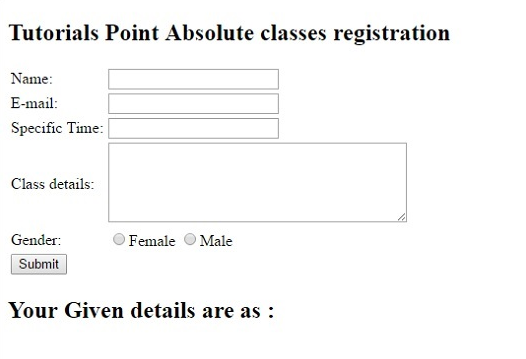 Tutorials Point Absolute classes registration
Name:
E-mail:
Specific Time:
Class details:
Gender: Female Male
Submit
Your Given details are as :